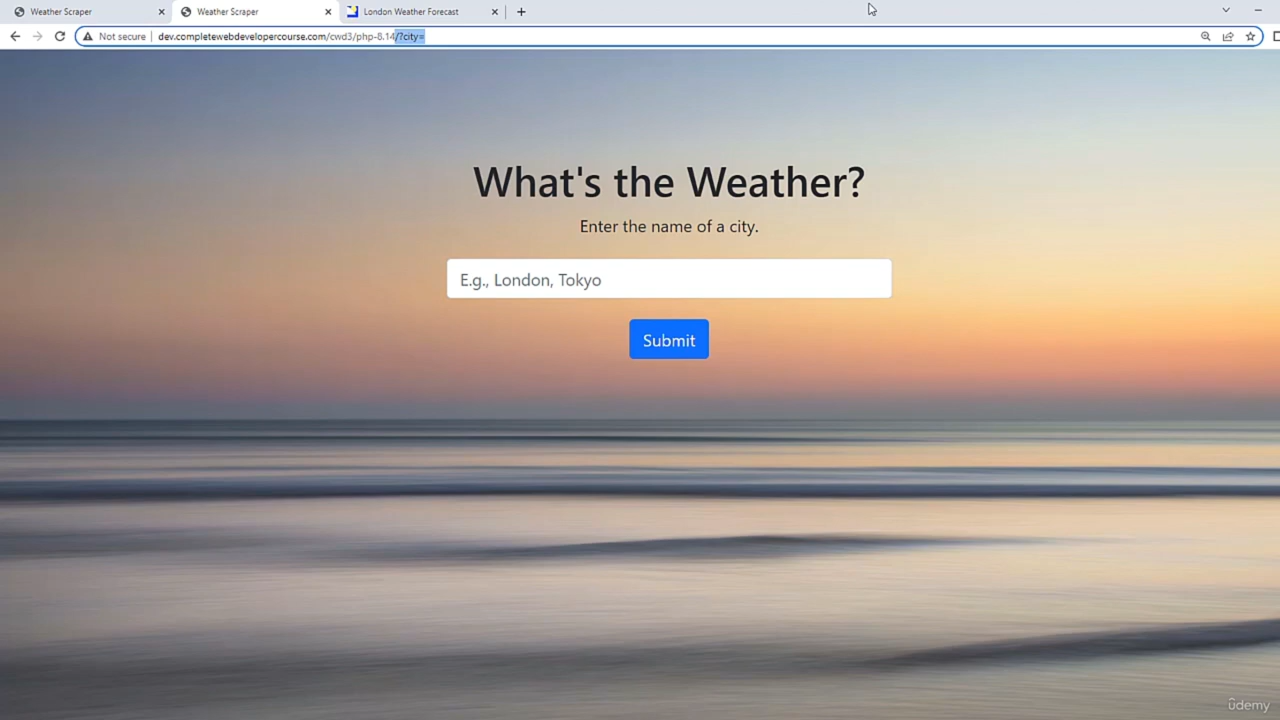 Weather Scraper
Weather Scraper
London Weather Forecast
Not secure
dev.completewebdevelopercourse.com/cwd3/php-8.14/?city=
What's the Weather?
Enter the name of a city.
E.g., London, Tokyo
Submit
ûdemy